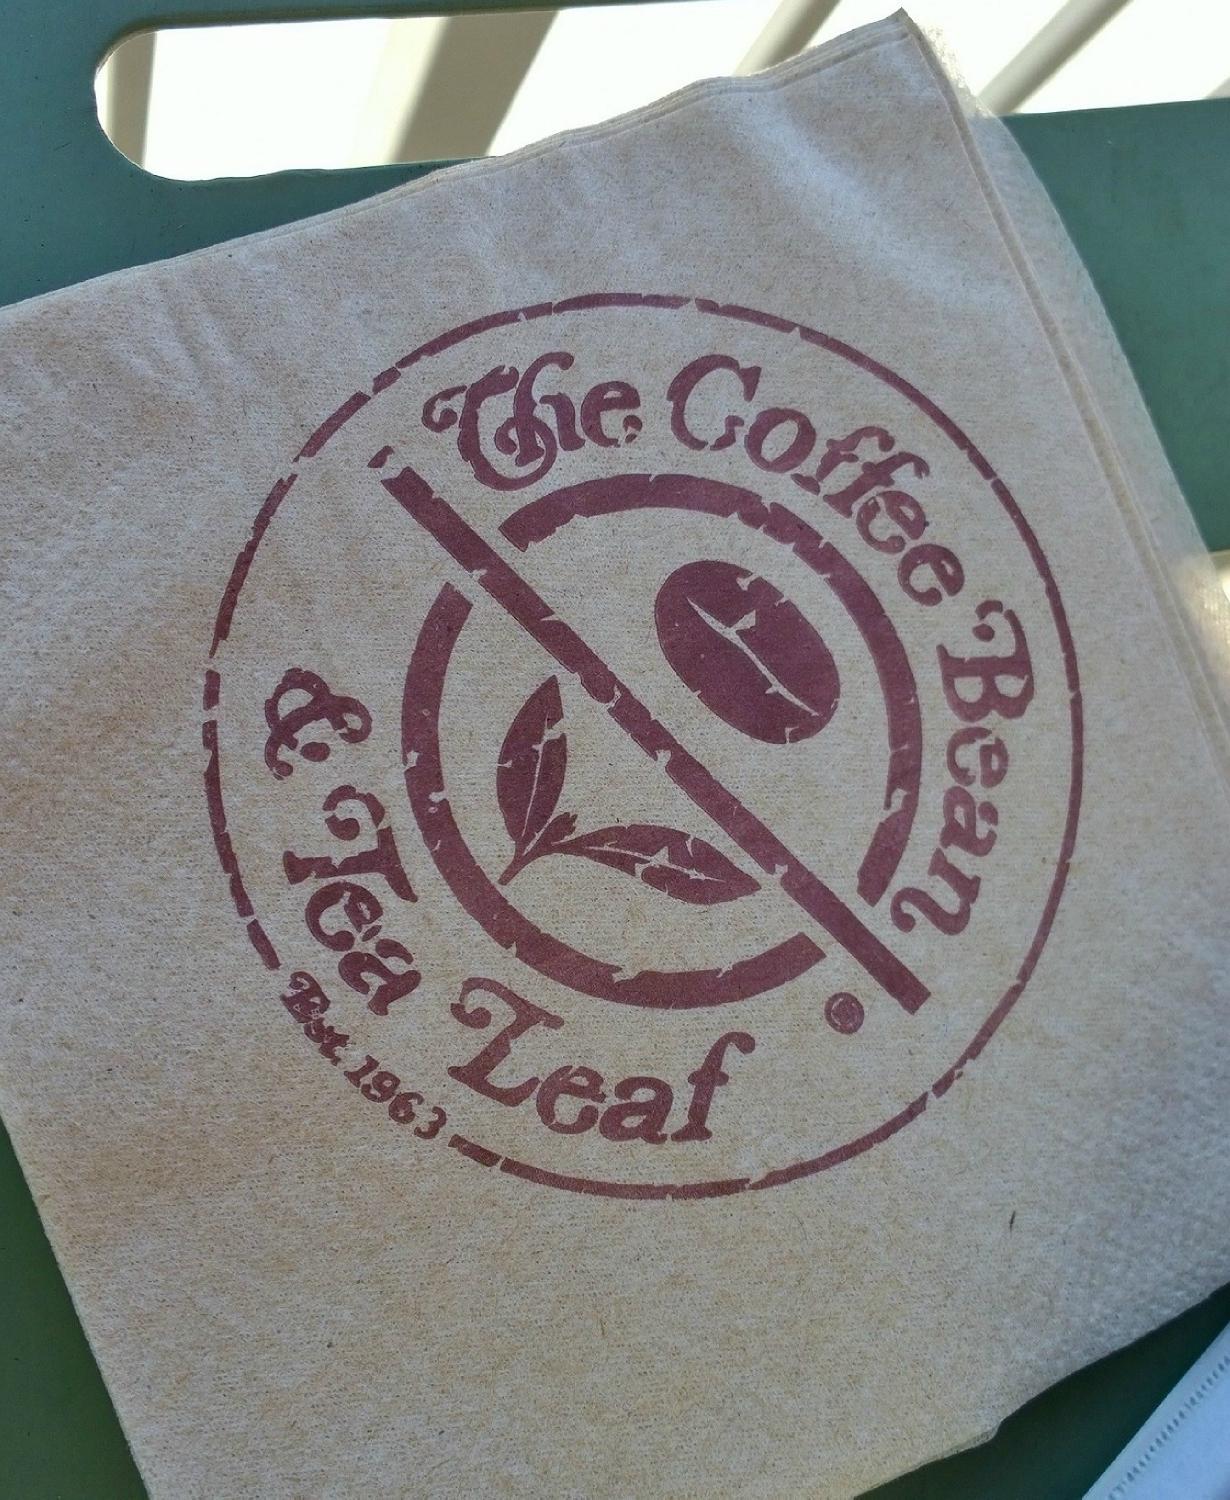 The Coffee Bean
& Tea Leaf®
Est. 1963